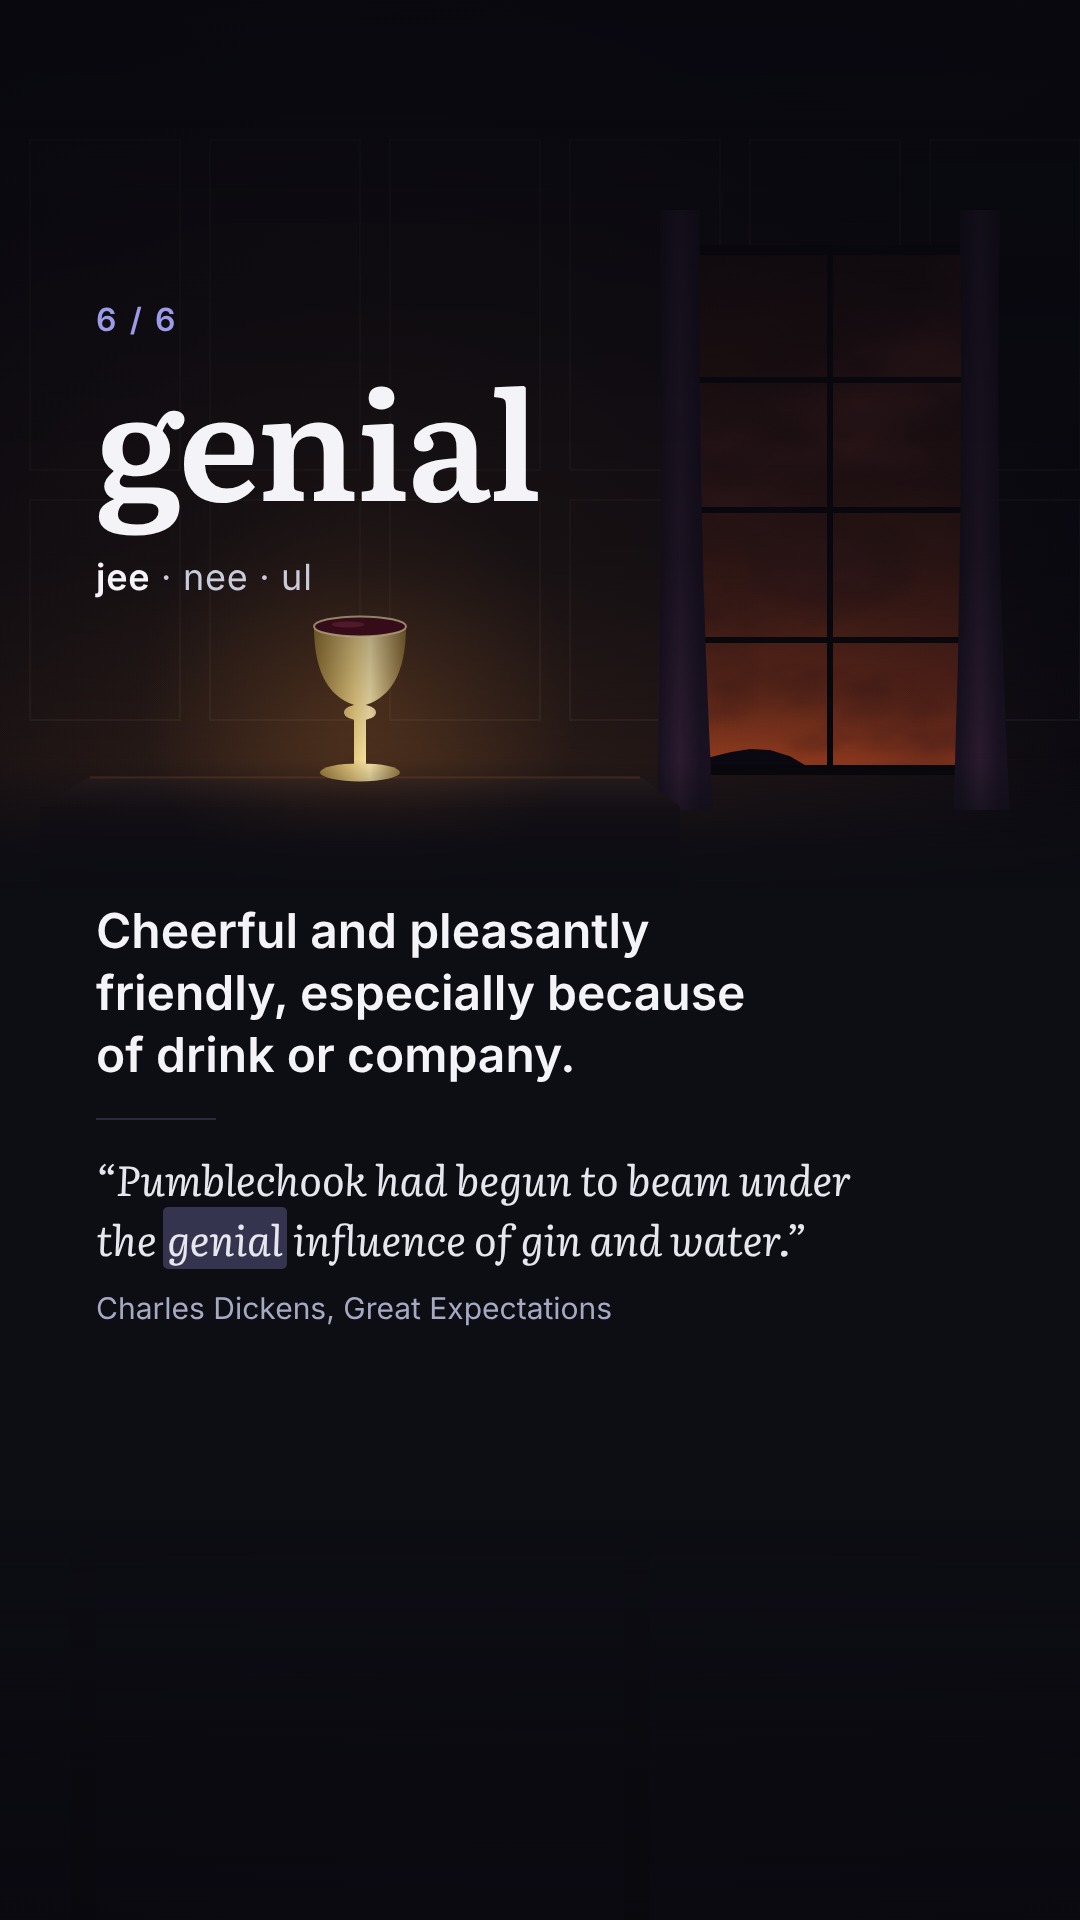 6 / 6
genial
jee · nee · ul
Cheerful and pleasantly
friendly, especially because
of drink or company.
“Pumblechook had begun to beam under
the genial influence of gin and water.”
Charles Dickens, Great Expectations